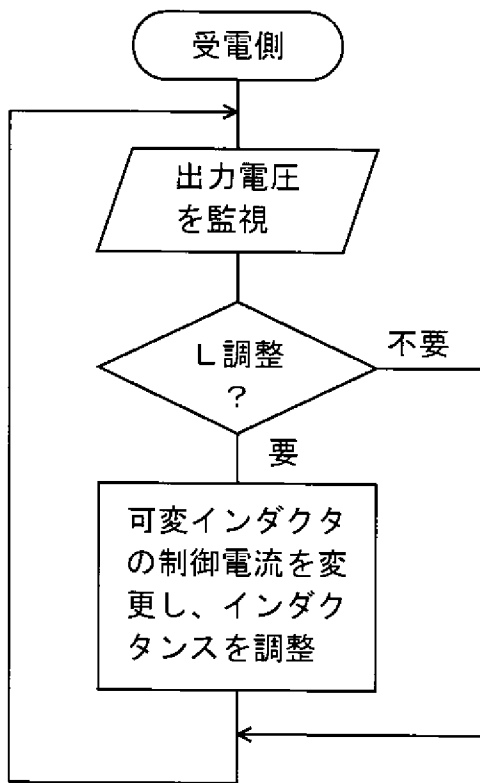 受電側
出力電圧
を監視
L調整
?
不要
要
可変インダクタ
の制御電流を変
更し、インダク
タンスを調整